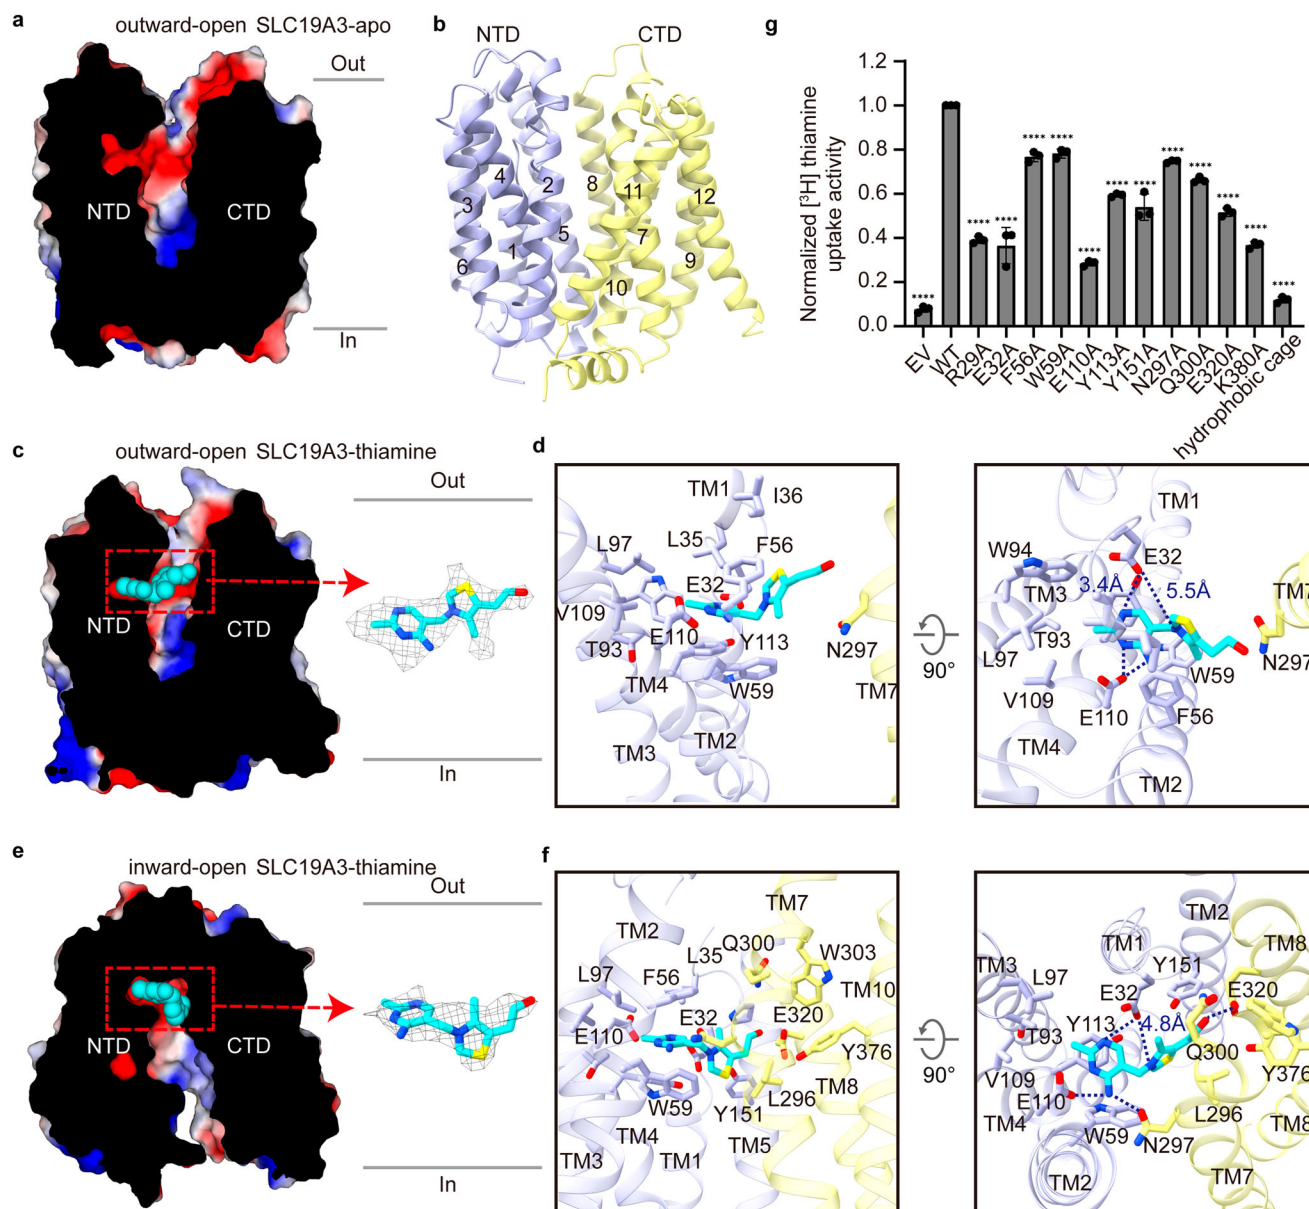 a
outward-open SLC19A3-apo
Out
NTD
CTD
In
b
NTD
CTD
4
2
8
11
12
3
1
5
7
6
9
10
g
Normalized [³H] thiamine
uptake activity
1.2
1.0
0.8
0.6
0.4
0.2
0.0
****
****
****
****
****
****
****
****
****
****
****
****
****
EV
WT
R29A
E32A
F56A
W59A
E110A
Y113A
Y151A
N297A
Q300A
E320A
K380A
hydrophobic cage
c
outward-open SLC19A3-thiamine
Out
NTD
CTD
In
d
TM1
I36
L35
F56
L97
E32
V109
T93
E110
Y113
N297
TM4
W59
TM7
TM3
TM2
90°
TM1
W94
E32
3.4Å
5.5Å
TM3
TM7
T93
L97
W59
N297
V109
E110
F56
TM4
TM2
e
inward-open SLC19A3-thiamine
Out
NTD
CTD
In
f
TM7
TM2
L35
Q300
W303
L97
F56
TM10
E32
E320
E110
Y376
L296
TM8
W59
Y151
TM4
TM5
TM3
TM1
90°
TM2
TM1
TM8
TM3
L97
Y151
E32
E320
T93
Y113
4.8Å
Q300
V109
Y376
TM4
E110
L296
W59
N297
TM8
TM2
TM7